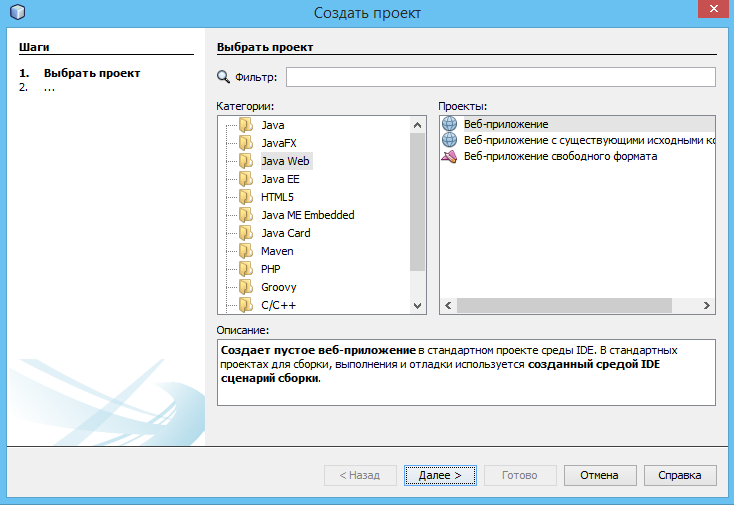 Создать проект
Шаги
1. Выбрать проект
2. ...
Выбрать проект
Фильтр:
Категории:
Java
JavaFX
Java Web
Java EE
HTML5
Java ME Embedded
Java Card
Maven
PHP
Groovy
C/C++
Проекты:
Веб-приложение
Веб-приложение с существующими исходными ко
Веб-приложение свободного формата
Описание:
Создает пустое веб-приложение в стандартном проекте среды IDE. В стандартных
проектах для сборки, выполнения и отладки используется созданный средой IDE
сценарий сборки.
< Назад
Далее >
Готово
Отмена
Справка